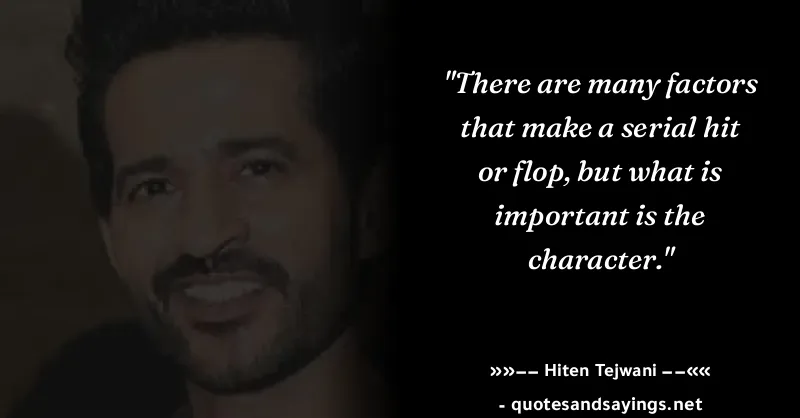 "There are many factors
that make a serial hit
or flop, but what is
important is the
character."
»»–– Hiten Tejwani ––««
- quotesandsayings.net